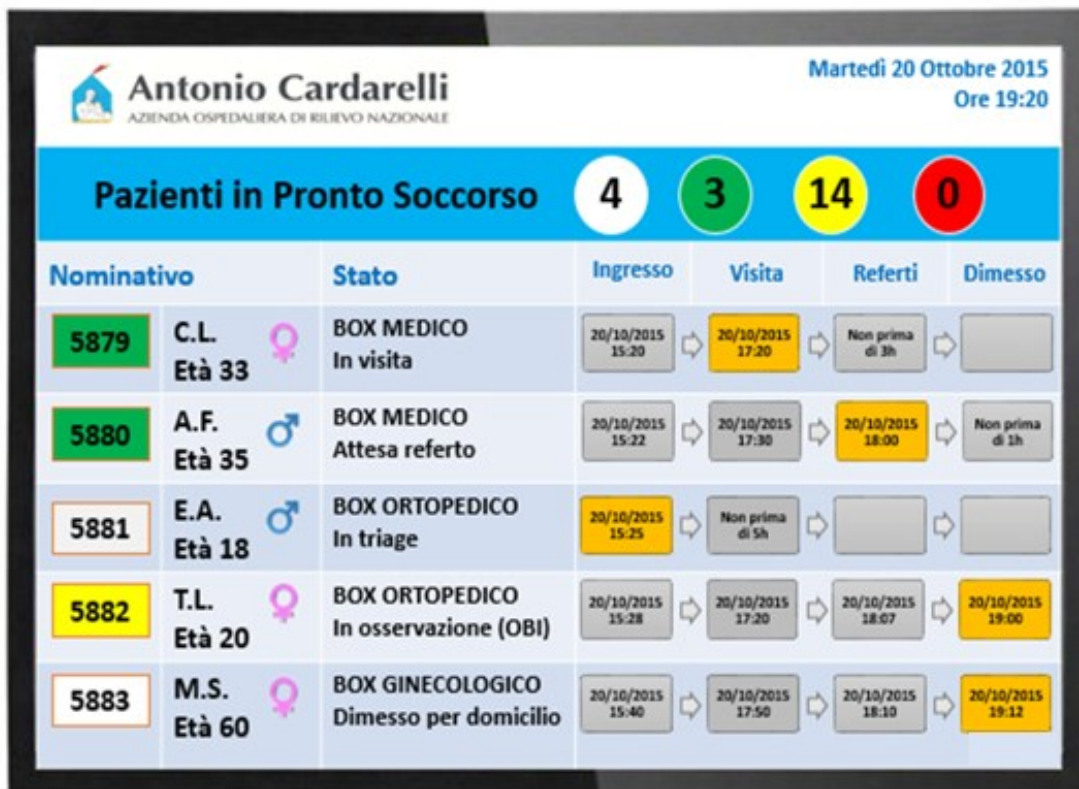 Antonio Cardarelli
AZIENDA OSPEDALIERA DI RILIEVO NAZIONALE
Martedì 20 Ottobre 2015
Ore 19:20
Pazienti in Pronto Soccorso 4 3 14 0
Nominativo Stato Ingresso Visita Referti Dimesso
5879
C.L.
Età 33
BOX MEDICO
In visita
20/10/2015
15:20
20/10/2015
17:20
Non prima
di 3h
5880
A.F.
Età 35
BOX MEDICO
Attesa referto
20/10/2015
15:22
20/10/2015
17:30
20/10/2015
18:00
Non prima
di 1h
5881
E.A.
Età 18
BOX ORTOPEDICO
In triage
20/10/2015
15:25
Non prima
di 5h
5882
T.L.
Età 20
BOX ORTOPEDICO
In osservazione (OBI)
20/10/2015
15:28
20/10/2015
17:20
20/10/2015
18:07
20/10/2015
19:00
5883
M.S.
Età 60
BOX GINECOLOGICO
Dimesso per domicilio
20/10/2015
15:40
20/10/2015
17:50
20/10/2015
18:10
20/10/2015
19:12